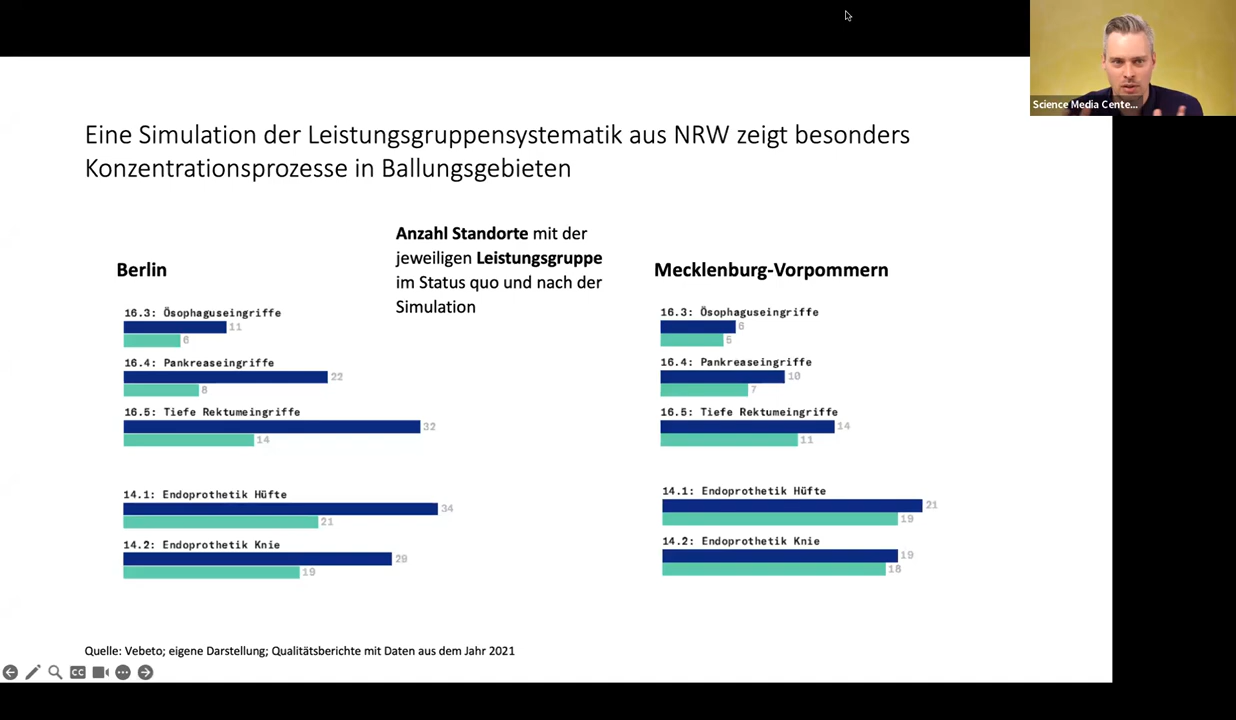 Science Media Cente...
Eine Simulation der Leistungsgruppensystematik aus NRW zeigt besonders
Konzentrationsprozesse in Ballungsgebieten
Anzahl Standorte mit der
jeweiligen Leistungsgruppe
im Status quo und nach der
Simulation
Berlin
16.3: Ösophaguseingriffe
11
6
16.4: Pankreaseingriffe
22
8
16.5: Tiefe Rektumeingriffe
32
14
14.1: Endoprothetik Hüfte
34
21
14.2: Endoprothetik Knie
29
19
Mecklenburg-Vorpommern
16.3: Ösophaguseingriffe
6
5
16.4: Pankreaseingriffe
10
7
16.5: Tiefe Rektumeingriffe
14
11
14.1: Endoprothetik Hüfte
21
19
14.2: Endoprothetik Knie
19
18
Quelle: Vebeto; eigene Darstellung; Qualitätsberichte mit Daten aus dem Jahr 2021
CC